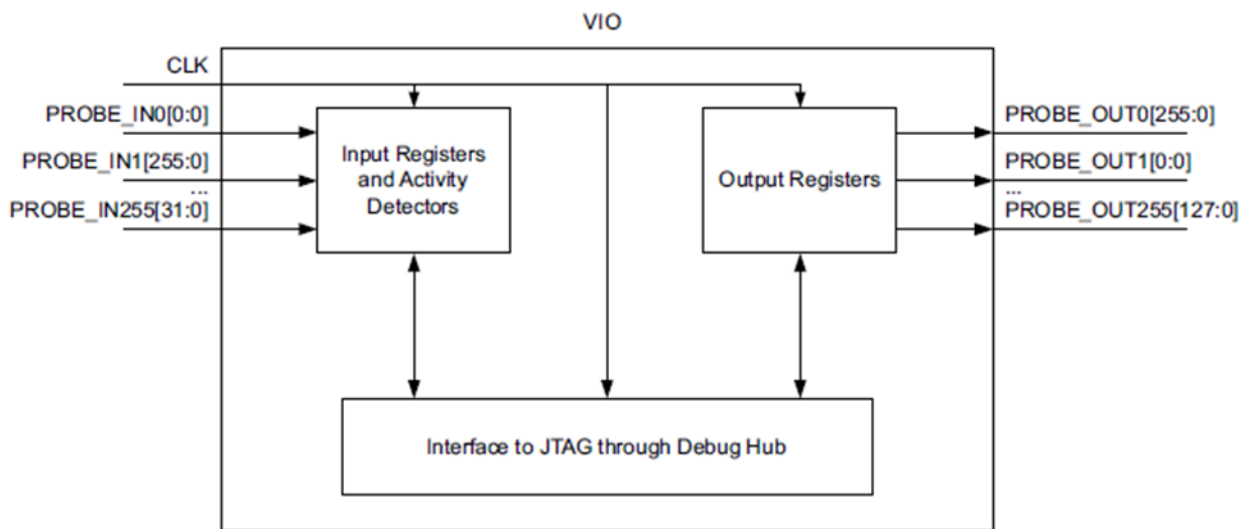 VIO
CLK
PROBE_IN0[0:0]
PROBE_IN1[255:0]
...
PROBE_IN255[31:0]
Input Registers
and Activity
Detectors
Output Registers
PROBE_OUT0[255:0]
PROBE_OUT1[0:0]
...
PROBE_OUT255[127:0]
Interface to JTAG through Debug Hub